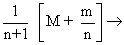 1/(n+1) [M + m/n] →